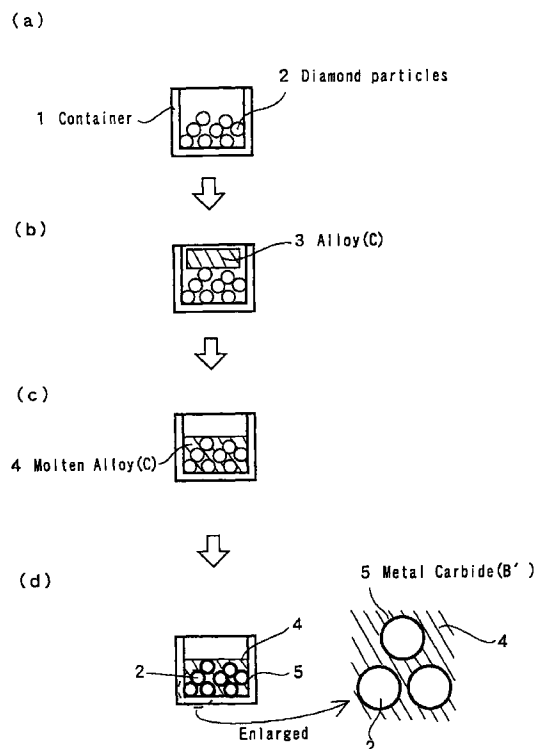 (a)
2 Diamond particles
1 Container
(b)
3 Alloy(C)
(c)
4 Molten Alloy(C)
(d)
5 Metal Carbide(B')
4
4
2
5
Enlarged
2